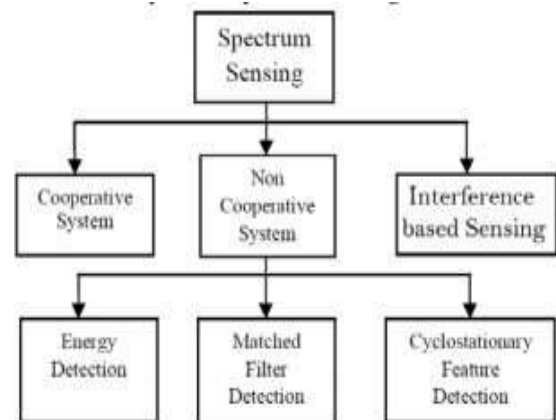 Spectrum
Sensing
Cooperative
System
Non
Cooperative
System
Interference
based Sensing
Energy
Detection
Matched
Filter
Detection
Cyclostationary
Feature
Detection